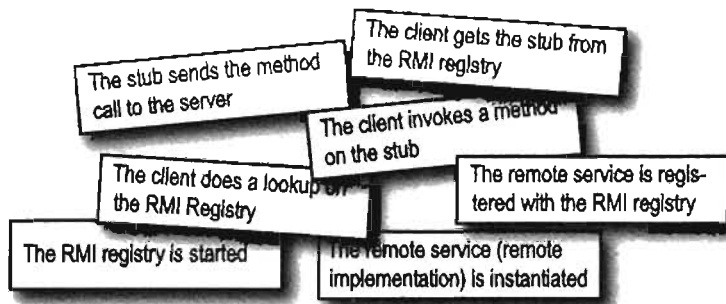 The client gets the stub from
the RMI registry
The stub sends the method
call to the server
The client invokes a method
on the stub
The client does a lookup on
the RMI Registry
The remote service is regis-
tered with the RMI registry
The RMI registry is started
The remote service (remote
implementation) is instantiated